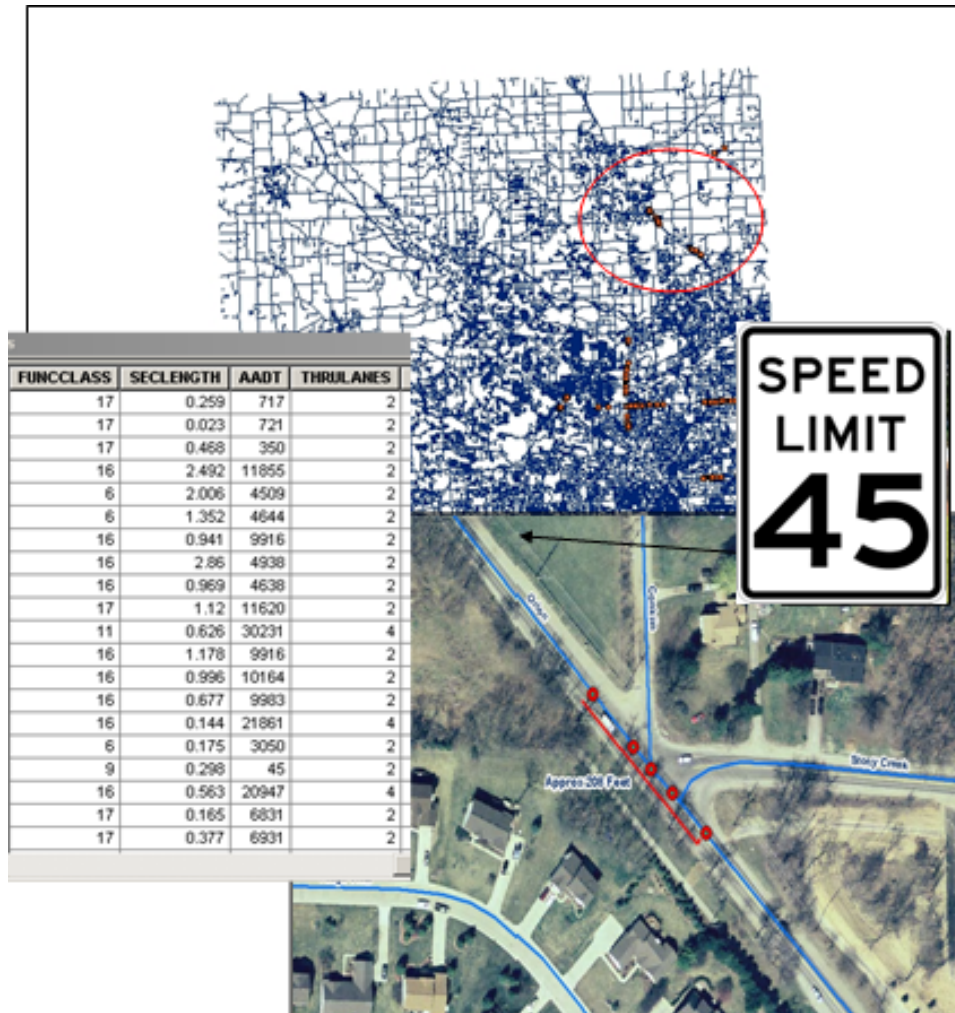 FUNCCLASS SECLENGTH AADT THRULANES
17 0.259 717 2
17 0.023 721 2
17 0.468 350 2
16 2.492 11855 2
6 2.006 4509 2
6 1.352 4644 2
16 0.941 9916 2
16 2.86 4938 2
16 0.969 4638 2
17 1.12 11620 2
11 0.626 30231 4
16 1.178 9916 2
16 0.996 10164 2
16 0.677 9983 2
16 0.144 21861 4
6 0.175 3050 2
9 0.298 45 2
16 0.563 20947 4
17 0.165 6831 2
17 0.377 6931 2
SPEED
LIMIT
45
Stony Creek
Approx 208 Feet